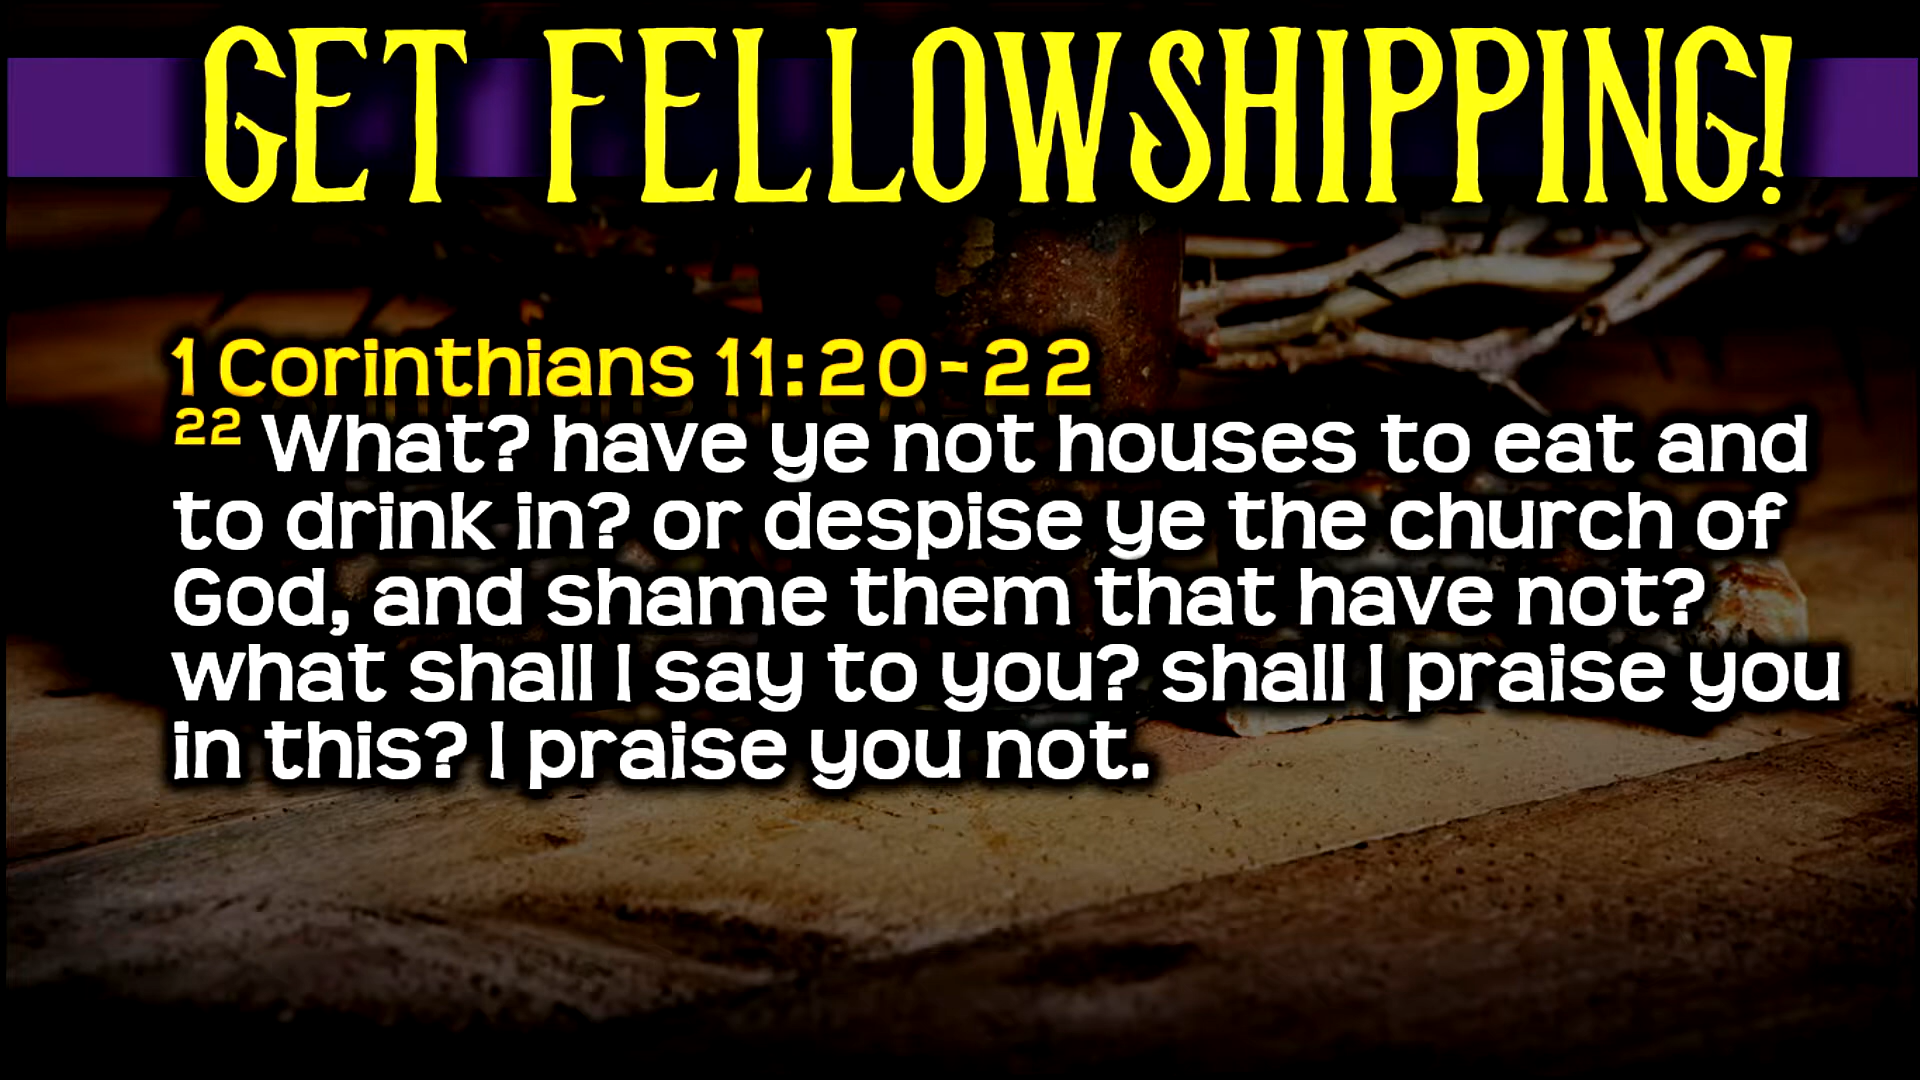 GET FELLOWSHIPPING!
1 Corinthians 11:20-22
22 What? have ye not houses to eat and
to drink in? or despise ye the church of
God, and shame them that have not?
what shall I say to you? shall I praise you
in this? I praise you not.